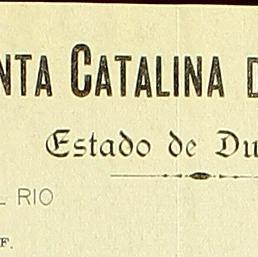 NTA CATALINA D
Estado de Du
L RIO
F.